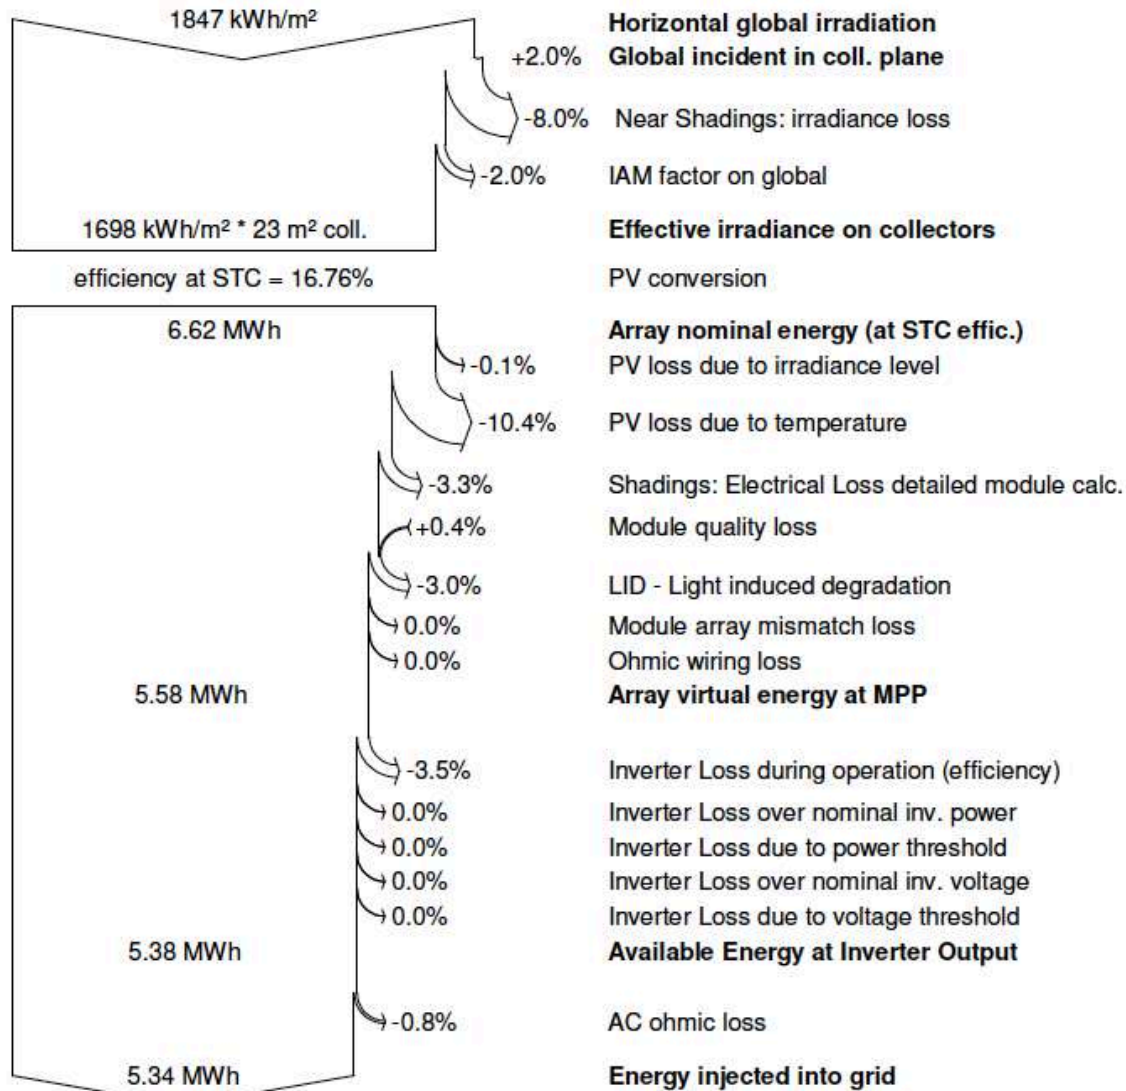 1847 kWh/m² Horizontal global irradiation
+2.0% Global incident in coll. plane
-8.0% Near Shadings: irradiance loss
-2.0% IAM factor on global
1698 kWh/m² * 23 m² coll. Effective irradiance on collectors
efficiency at STC = 16.76% PV conversion
6.62 MWh Array nominal energy (at STC effic.)
-0.1% PV loss due to irradiance level
-10.4% PV loss due to temperature
-3.3% Shadings: Electrical Loss detailed module calc.
+0.4% Module quality loss
-3.0% LID - Light induced degradation
0.0% Module array mismatch loss
0.0% Ohmic wiring loss
5.58 MWh Array virtual energy at MPP
-3.5% Inverter Loss during operation (efficiency)
0.0% Inverter Loss over nominal inv. power
0.0% Inverter Loss due to power threshold
0.0% Inverter Loss over nominal inv. voltage
0.0% Inverter Loss due to voltage threshold
5.38 MWh Available Energy at Inverter Output
-0.8% AC ohmic loss
5.34 MWh Energy injected into grid